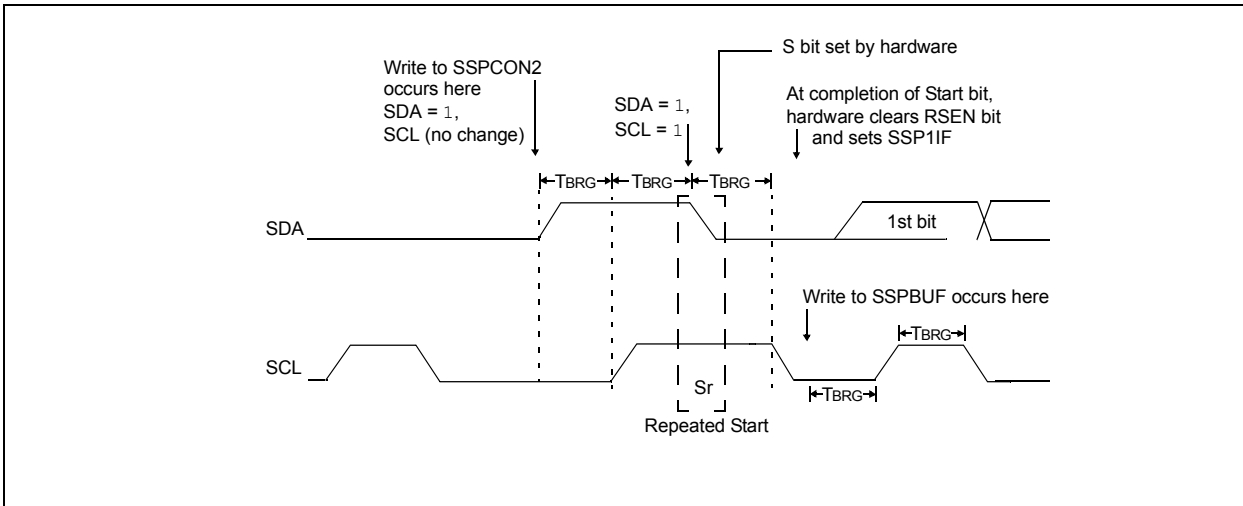 S bit set by hardware
Write to SSPCON2
occurs here
SDA = 1,
SCL (no change)
SDA = 1,
SCL = 1
At completion of Start bit,
hardware clears RSEN bit
and sets SSP1IF
TBRG TBRG TBRG
SDA
1st bit
Write to SSPBUF occurs here
TBRG
SCL
Sr
TBRG
Repeated Start